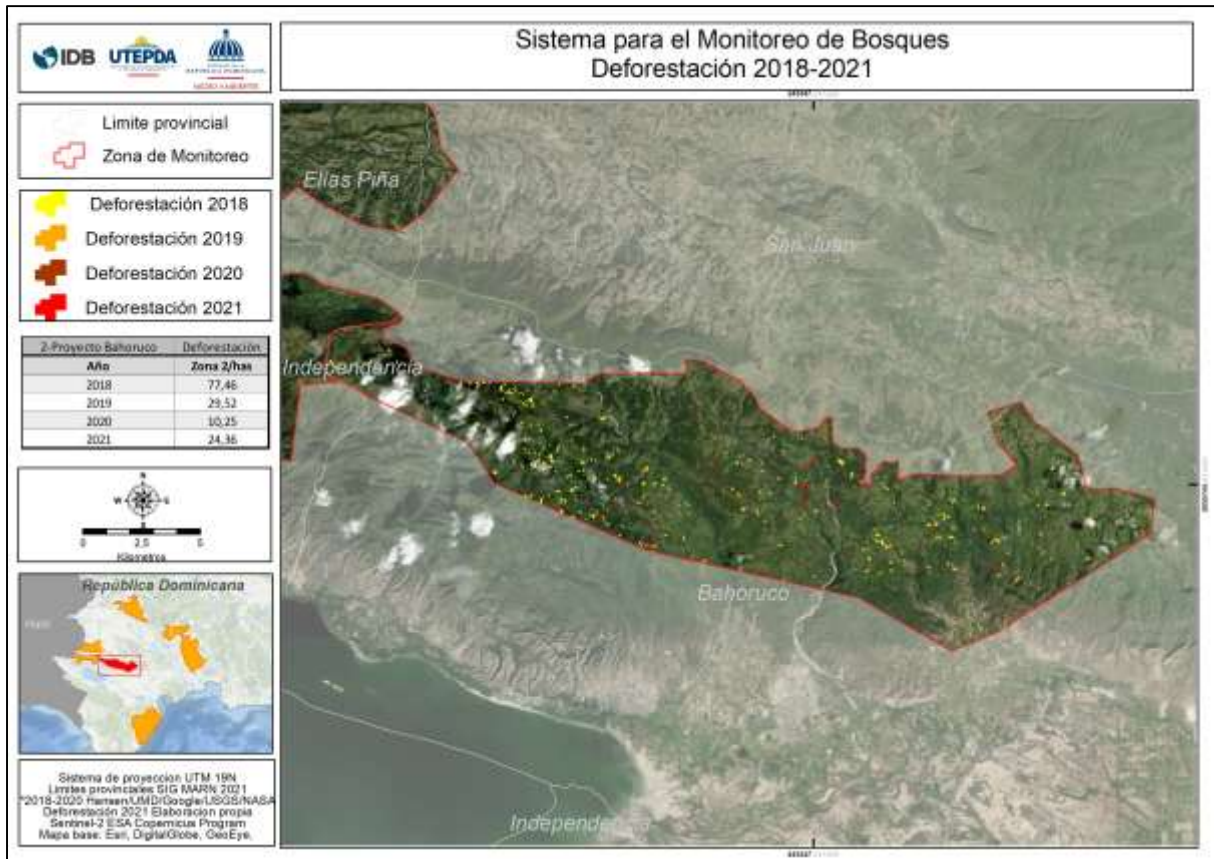 IDB
UTEPDA
MEDIO AMBIENTE
Sistema para el Monitoreo de Bosques
Deforestación 2018-2021
Limite provincial
Zona de Monitoreo
Deforestación 2018
Deforestación 2019
Deforestación 2020
Deforestación 2021
2-Proyecto Bahoruco Deforestación
Año Zona 2/has
2018 77,46
2019 29,52
2020 10,25
2021 24,36
N
W
S
0 2,5 5
Kilometros
República Dominicana
Sistema de proyeccion UTM 19N
Limites provinciales SIG MARN 2021
*2018-2020 Hansen/UMD/Google/USGS/NASA
Deforestación 2021 Elaboracion propia
Sentinel-2 ESA Copernicus Program
Mapa base: Esri, DigitalGlobe, GeoEye,
Elías Piña
San Juan
Independencia
Bahoruco
Independencia